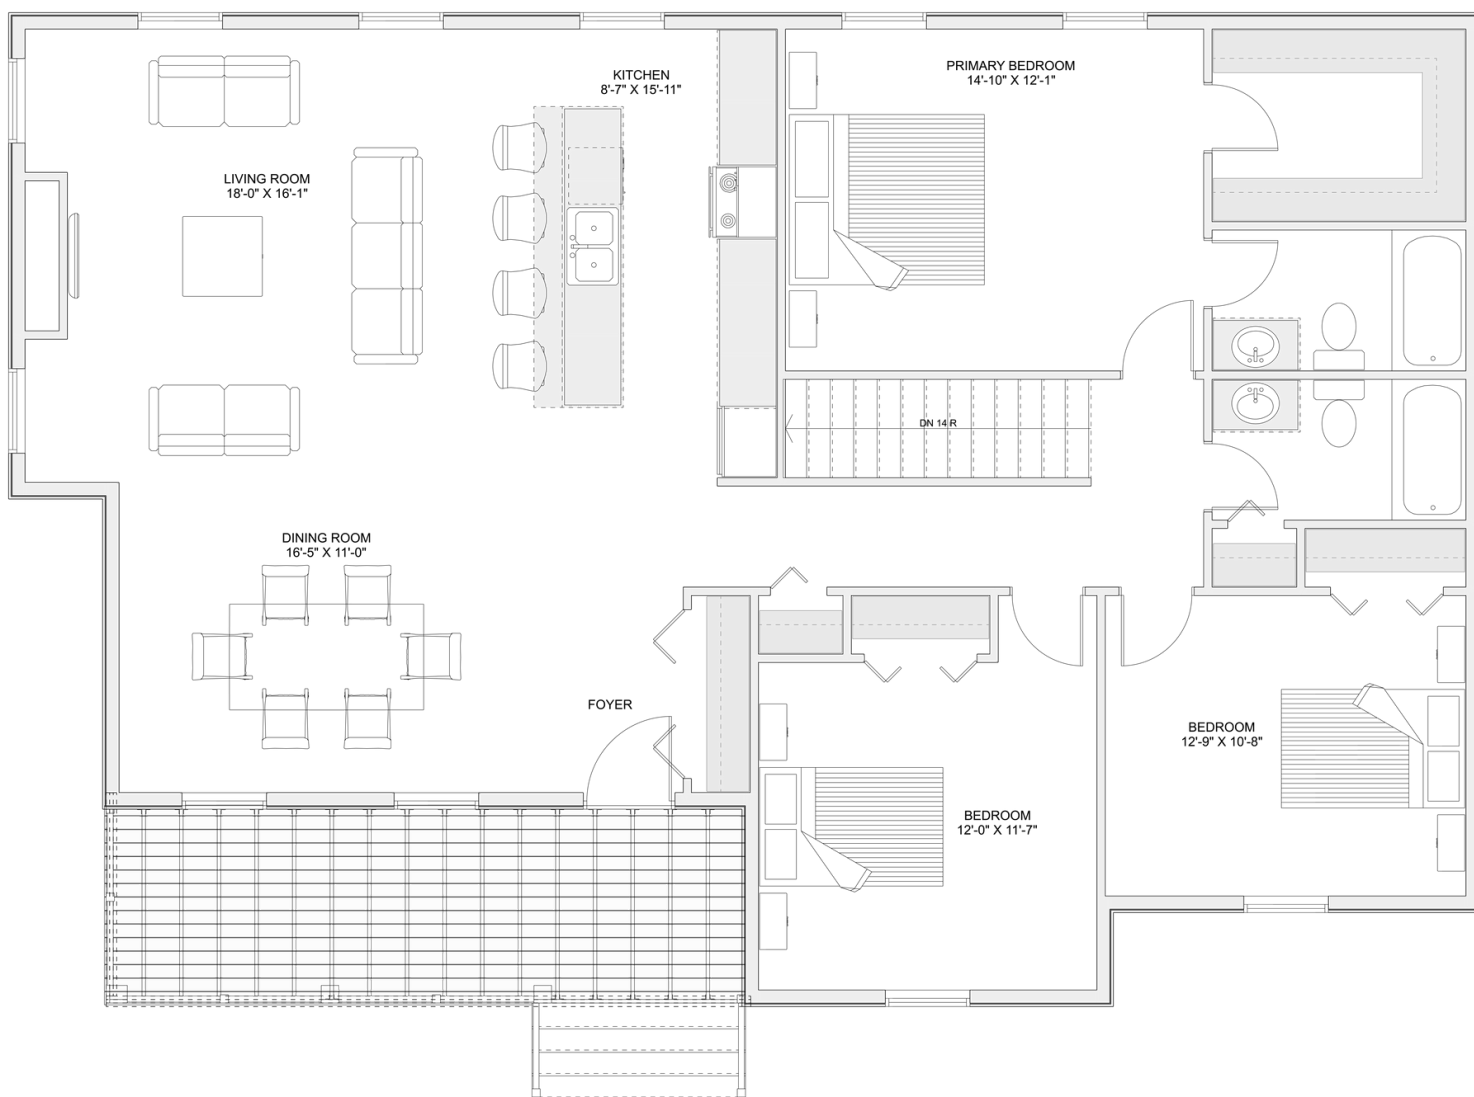 KITCHEN
8'-7" X 15'-11"
PRIMARY BEDROOM
14'-10" X 12'-1"
LIVING ROOM
18'-0" X 16'-1"
DN 14 R
DINING ROOM
16'-5" X 11'-0"
FOYER
BEDROOM
12'-9" X 10'-8"
BEDROOM
12'-0" X 11'-7"